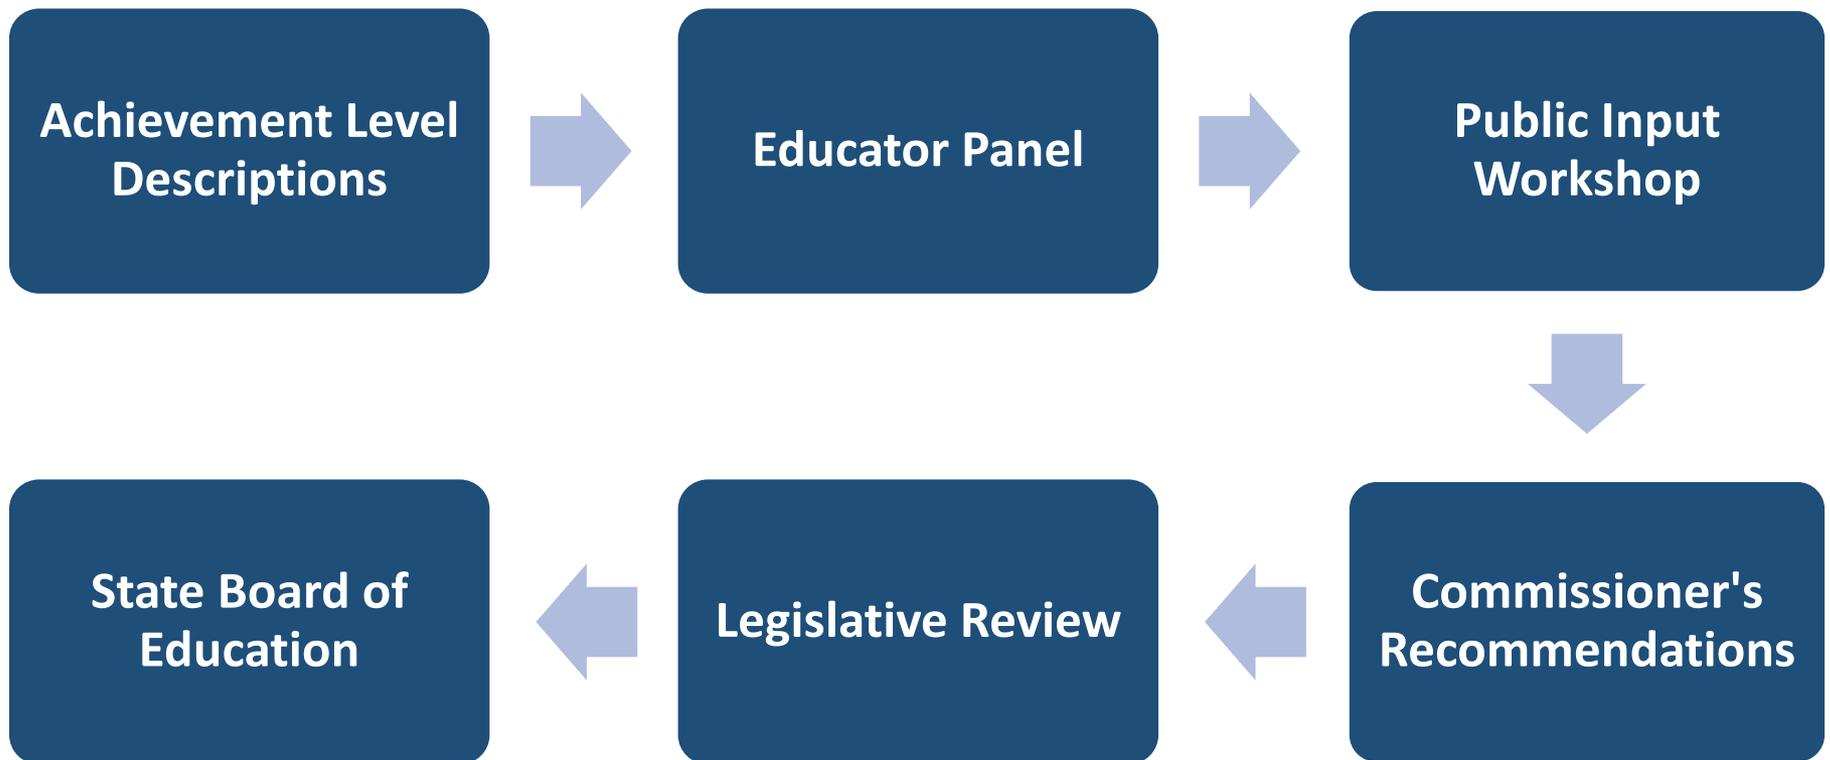 Achievement Level
Descriptions
Educator Panel
Public Input
Workshop
Commissioner's
Recommendations
Legislative Review
State Board of
Education